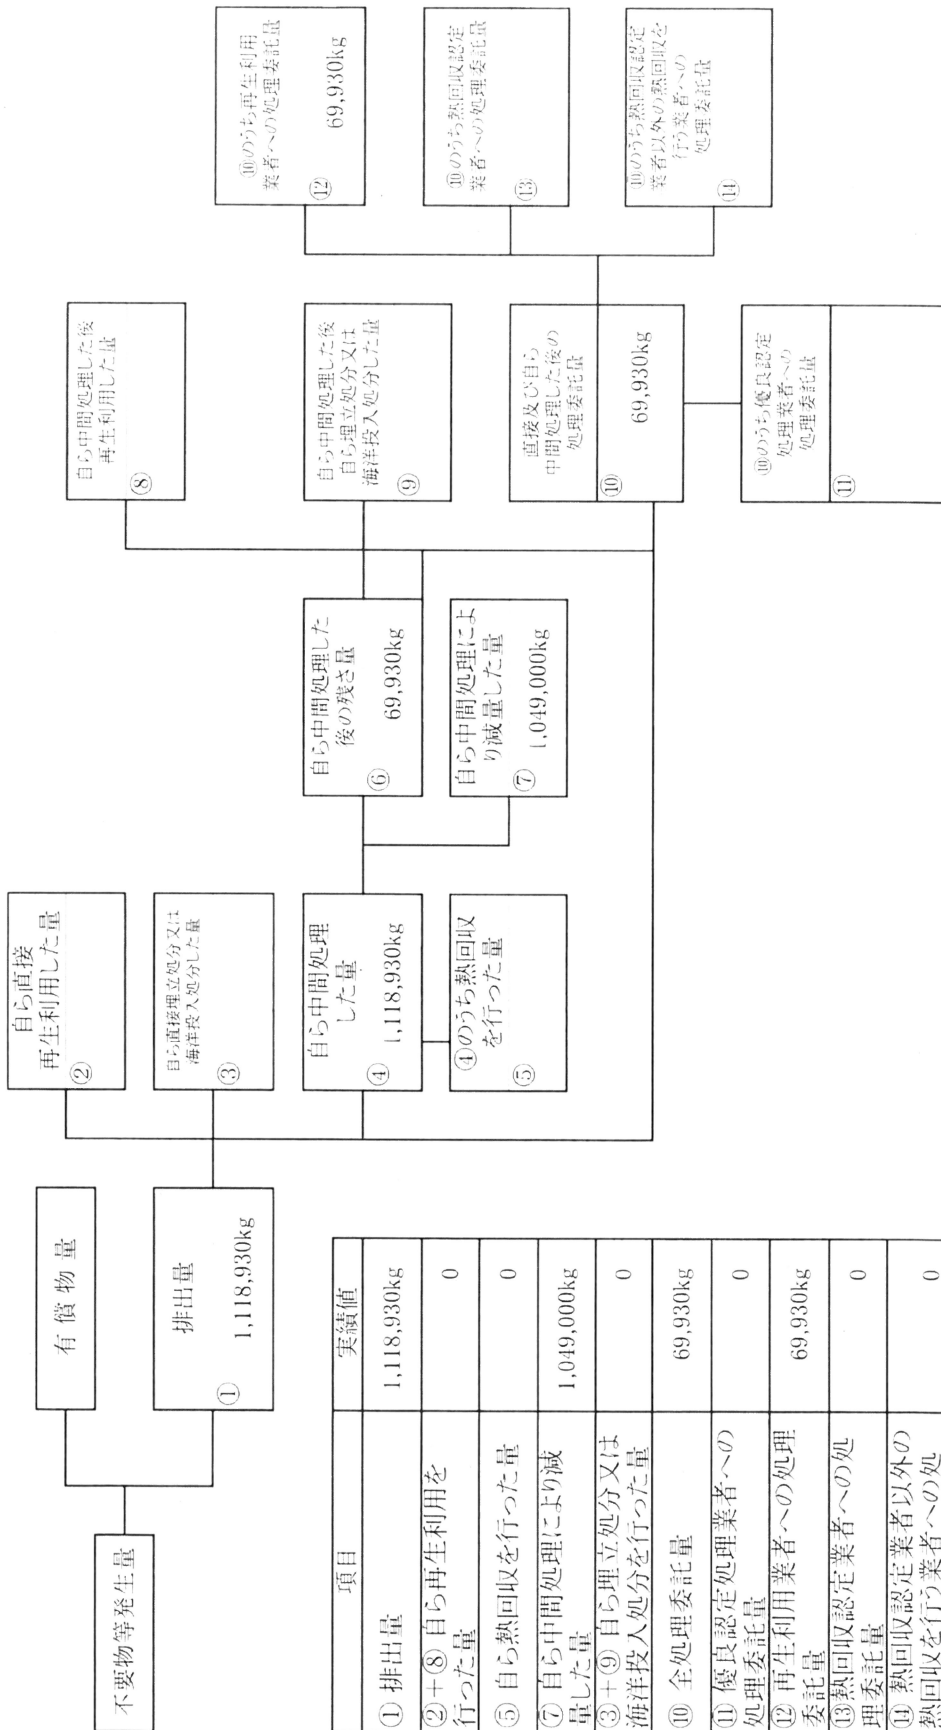 不要物等発生量
有償物量
排出量
①
1,118,930kg
自ら直接
再生利用した量
②
自ら直接埋立処分又は
海洋投入処分した量
③
自ら中間処理
した量
④
1,118,930kg
④のうち熱回収
を行った量
⑤
自ら中間処理した
後の残さ量
⑥
69,930kg
自ら中間処理によ
り減量した量
⑦
1,049,000kg
自ら中間処理した後
再生利用した量
⑧
自ら中間処理した後
自ら埋立処分又は
海洋投入処分した量
⑨
直接及び自ら
中間処理した後の
処理委託量
⑩
69,930kg
⑩のうち優良認定
処理業者への
処理委託量
⑪
⑩のうち再生利用
業者への処理委託量
⑫
69,930kg
⑩のうち熱回収認定
業者への処理委託量
⑬
⑩のうち熱回収認定
業者以外の熱回収を
行う業者への
処理委託量
⑭
項目 実績値
① 排出量 1,118,930kg
②+⑧ 自ら再生利用を
行った量 0
⑤ 自ら熱回収を行った量 0
⑦ 自ら中間処理により減
量した量 1,049,000kg
③+⑨ 自ら埋立処分又は
海洋投入処分を行った量 0
⑩ 全処理委託量 69,930kg
⑪ 優良認定処理業者への
処理委託量 0
⑫ 再生利用業者への処理
委託量 69,930kg
⑬熱回収認定業者への処
理委託量 0
⑭ 熱回収認定業者以外の
熱回収を行う業者への処 0